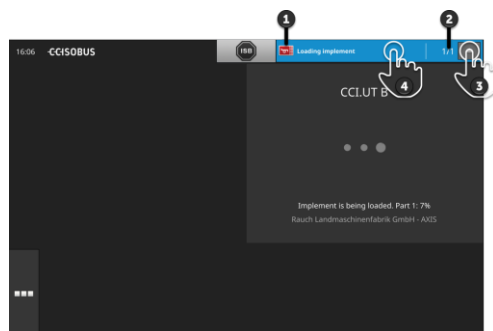 1
2
16:06
CCISOBUS
ISB
Loading implement
1/1
4
3
CCI.UT B
Implement is being loaded. Part 1: 7%
Rauch Landmaschinenfabrik GmbH - AXIS